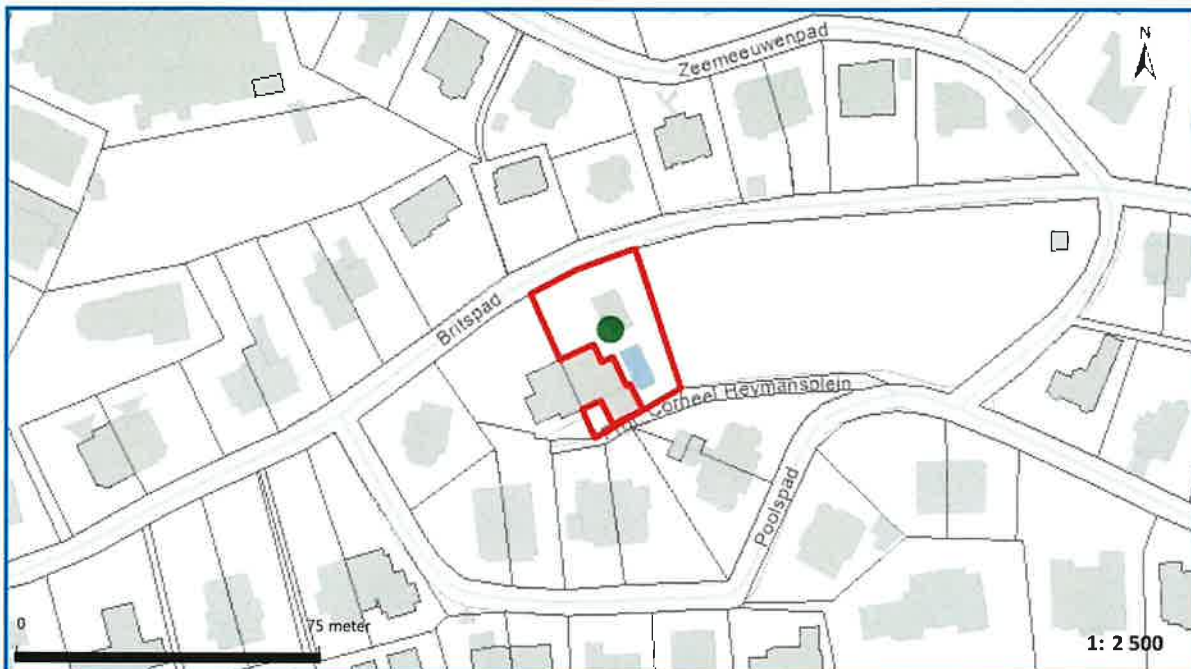 N
Zeemeeuwenpad
Britspad
Corneel Heymansplein
Poolspad
0
75 meter
1: 2 500